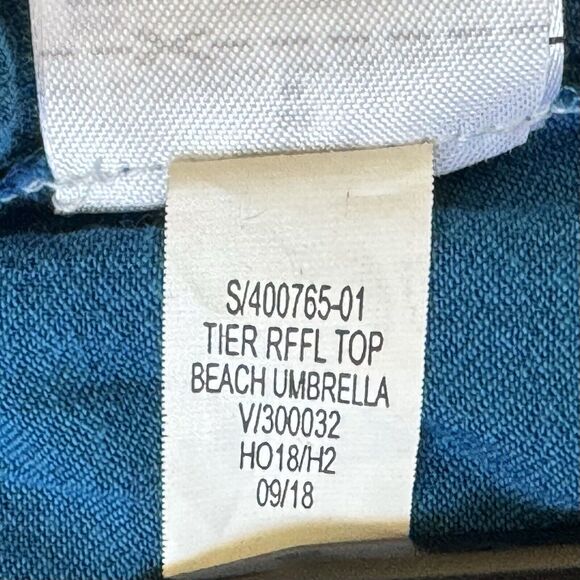 S/400765-01
TIER RFFL TOP
BEACH UMBRELLA
V/300032
HO18/H2
09/18